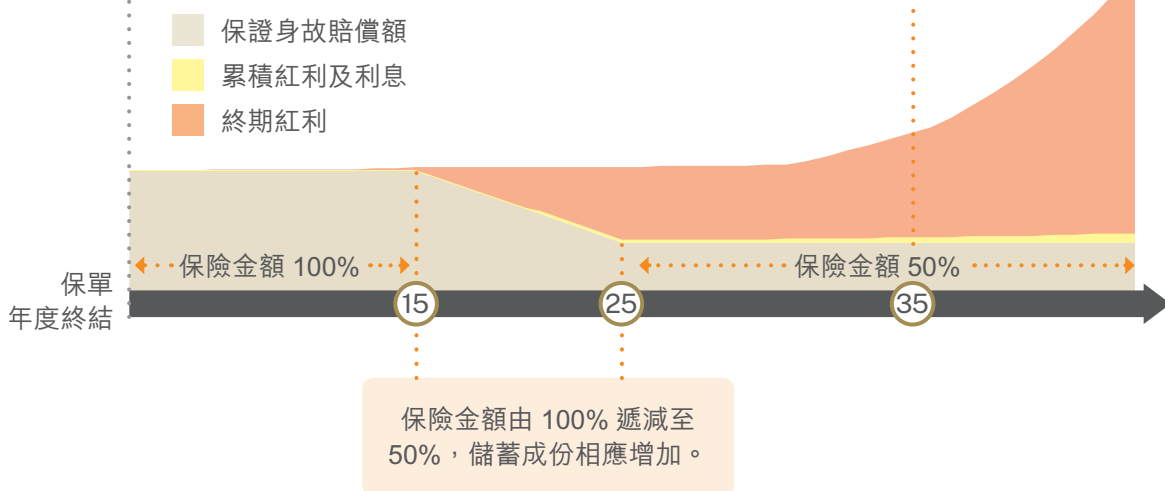 保證身故賠償額
累積紅利及利息
終期紅利
保險金額 100%
保險金額 50%
保單
年度終結
15
25
35
保險金額由 100% 遞減至
50%，儲蓄成份相應增加。